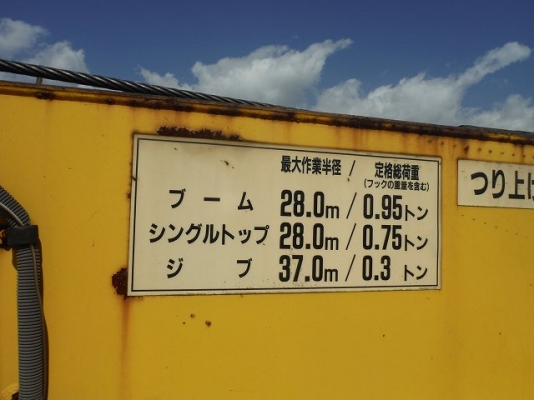 最大作業半径 / 定格総荷重
(フックの重量を含む)
ブーム 28.0m / 0.95トン
シングルトップ 28.0m / 0.75トン
ジブ 37.0m / 0.3トン
つり上げ